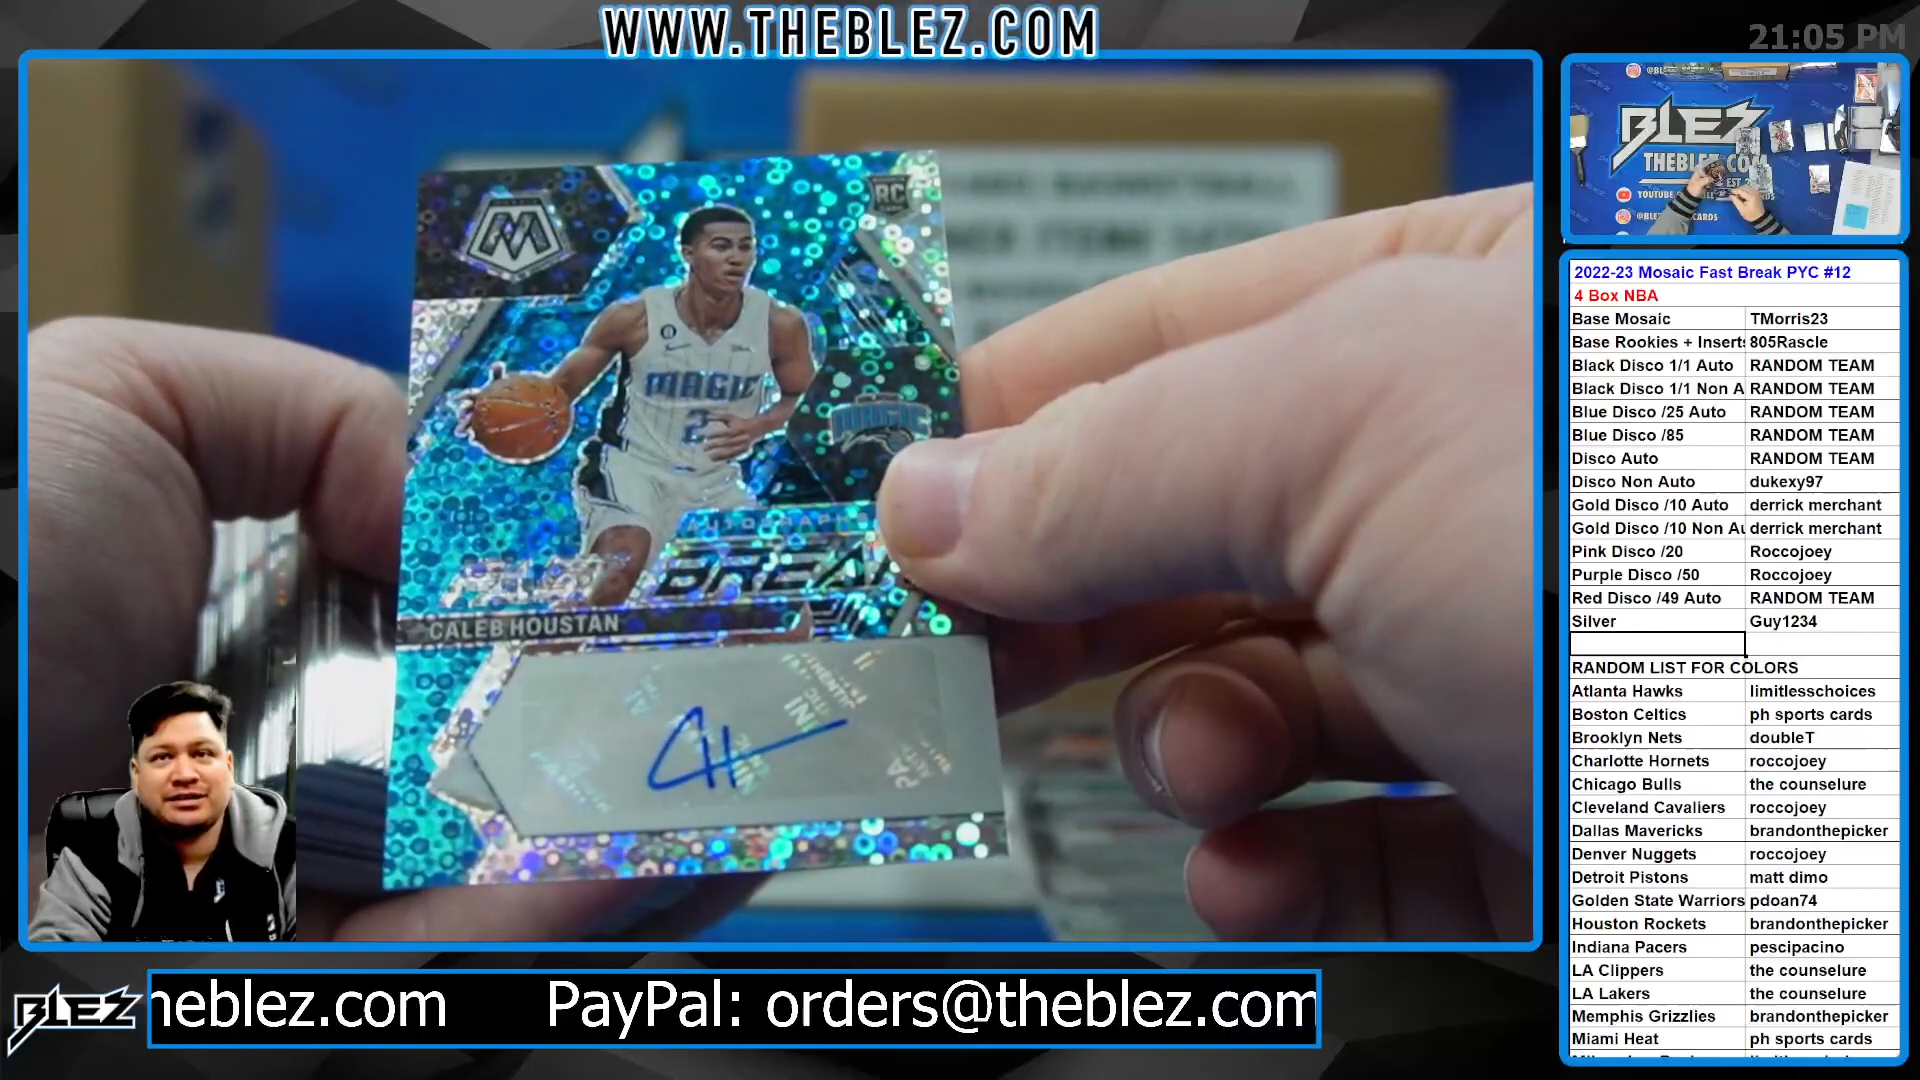 WWW.THEBLEZ.COM
21:05 PM
RC
MAGIC
2
MAGIC
AUTOGRAPHS
BREAK
CALEB HOUSTAN
BLEZ
THEBLEZ.COM
2022-23 Mosaic Fast Break PYC #12
4 Box NBA
Base Mosaic TMorris23
Base Rookies + Inserts 805Rascle
Black Disco 1/1 Auto RANDOM TEAM
Black Disco 1/1 Non A RANDOM TEAM
Blue Disco /25 Auto RANDOM TEAM
Blue Disco /85 RANDOM TEAM
Disco Auto RANDOM TEAM
Disco Non Auto dukexy97
Gold Disco /10 Auto derrick merchant
Gold Disco /10 Non Au derrick merchant
Pink Disco /20 Roccojoey
Purple Disco /50 Roccojoey
Red Disco /49 Auto RANDOM TEAM
Silver Guy1234
RANDOM LIST FOR COLORS
Atlanta Hawks limitlesschoices
Boston Celtics ph sports cards
Brooklyn Nets doubleT
Charlotte Hornets roccojoey
Chicago Bulls the counselure
Cleveland Cavaliers roccojoey
Dallas Mavericks brandonthepicker
Denver Nuggets roccojoey
Detroit Pistons matt dimo
Golden State Warriors pdoan74
Houston Rockets brandonthepicker
Indiana Pacers pescipacino
LA Clippers the counselure
LA Lakers the counselure
Memphis Grizzlies brandonthepicker
Miami Heat ph sports cards
BLEZ
heblez.com PayPal: orders@theblez.com